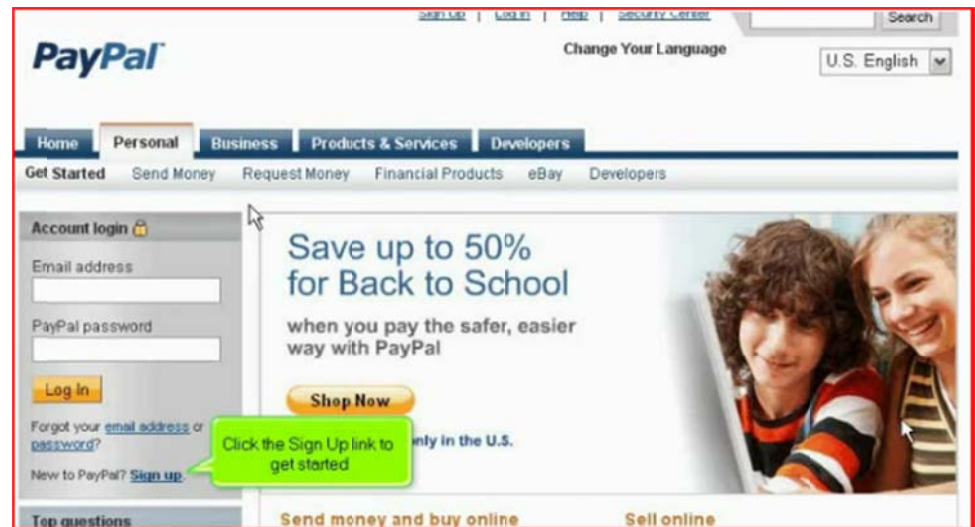 Sign Up | Log In | Help | Security Center
Search
PayPal
Change Your Language
U.S. English
Home Personal Business Products & Services Developers
Get Started Send Money Request Money Financial Products eBay Developers
Account login
Email address
PayPal password
Log In
Forgot your email address or
password?
New to PayPal? Sign up.
Top questions
Save up to 50%
for Back to School
when you pay the safer, easier
way with PayPal
Shop Now
only in the U.S.
Click the Sign Up link to
get started
Send money and buy online
Sell online